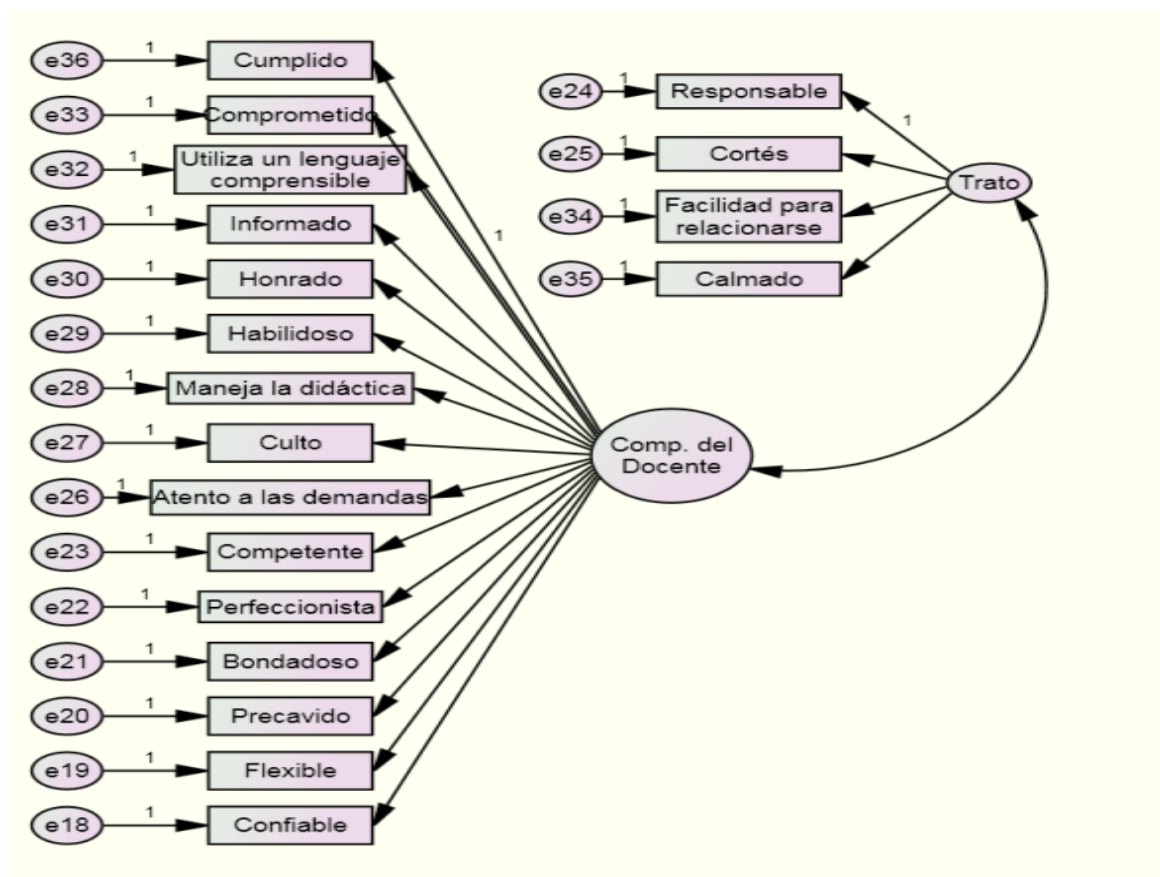 e36 1 Cumplido
e33 1 Comprometido
e32 1 Utiliza un lenguaje
comprensible
e31 1 Informado
e30 1 Honrado
e29 1 Habilidoso
e28 1 Maneja la didáctica
e27 1 Culto
e26 1 Atento a las demandas
e23 1 Competente
e22 1 Perfeccionista
e21 1 Bondadoso
e20 1 Precavido
e19 1 Flexible
e18 1 Confiable
1
Comp. del
Docente
e24 1 Responsable
e25 1 Cortés
e34 1 Facilidad para
relacionarse
e35 1 Calmado
1
Trato